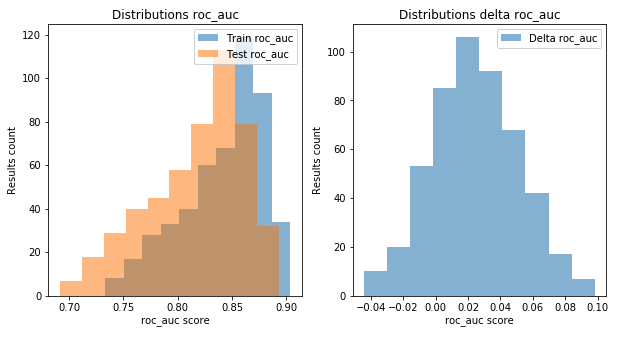 Distributions roc_auc
Train roc_auc
Test roc_auc
120
100
80
60
40
20
0
Results count
0.70 0.75 0.80 0.85 0.90
roc_auc score
Distributions delta roc_auc
Delta roc_auc
100
80
60
40
20
0
Results count
−0.04 −0.02 0.00 0.02 0.04 0.06 0.08 0.10
roc_auc score